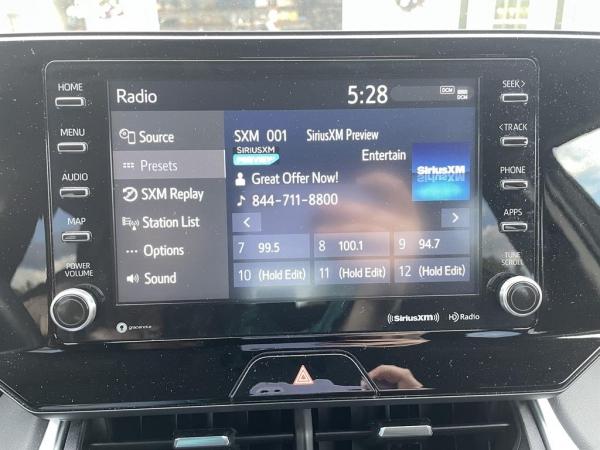 HOME
MENU
AUDIO
MAP
POWER
VOLUME
Radio
5:28
DCM
DCM
Source
Presets
SXM Replay
Station List
Options
Sound
SXM 001 SiriusXM Preview
SIRIUSXM
PREVIEW
Entertain
Great Offer Now!
844-711-8800
SiriusXM
7 99.5
8 100.1
9 94.7
10 (Hold Edit)
11 (Hold Edit)
12 (Hold Edit)
SEEK >
< TRACK
PHONE
APPS
TUNE
SCROLL
gracenote
((SiriusXM))
HD Radio